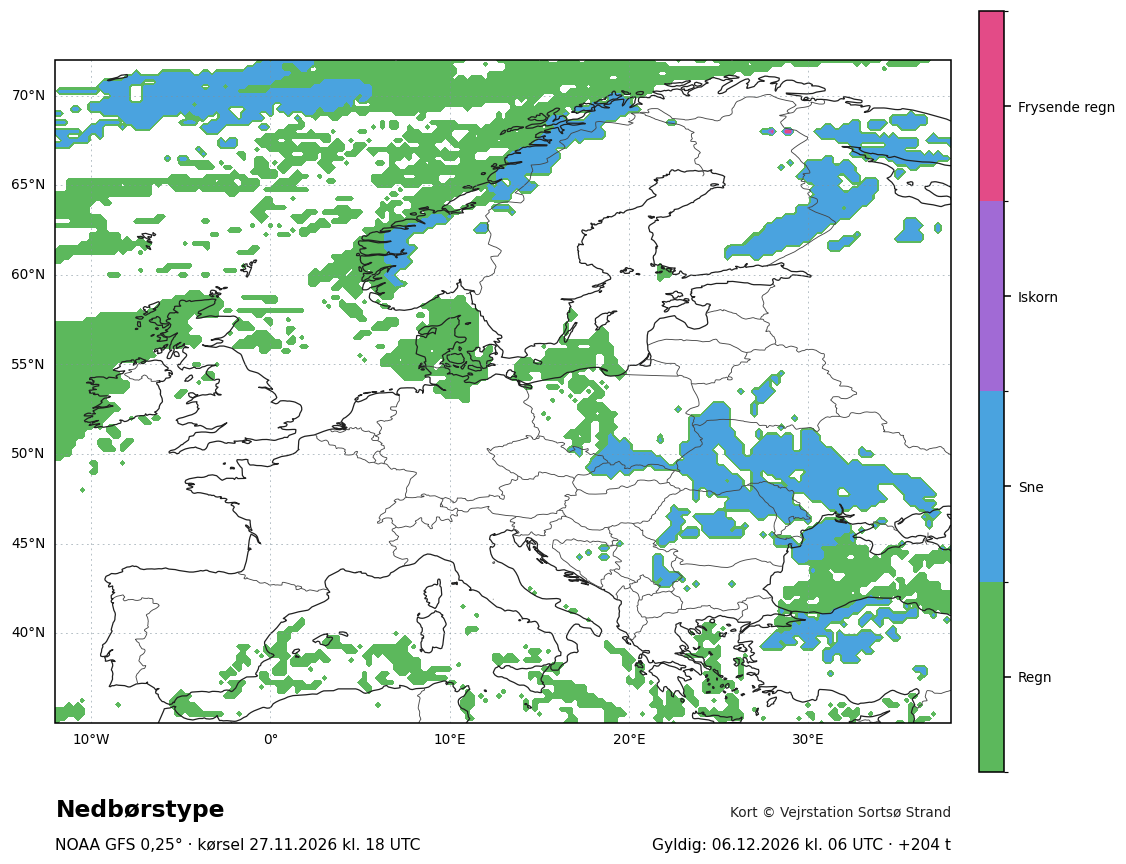 Frysende regn
Iskorn
Sne
Regn
70°N
65°N
60°N
55°N
50°N
45°N
40°N
10°W
0°
10°E
20°E
30°E
Nedbørstype
Kort © Vejrstation Sortsø Strand
NOAA GFS 0,25° · kørsel 27.11.2026 kl. 18 UTC
Gyldig: 06.12.2026 kl. 06 UTC · +204 t